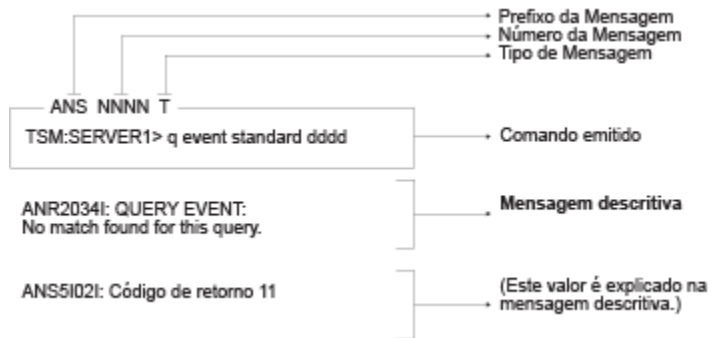 Prefixo da Mensagem
Número da Mensagem
Tipo de Mensagem
ANS NNNN T
TSM:SERVER1> q event standard dddd
Comando emitido
ANR2034I: QUERY EVENT:
No match found for this query.
Mensagem descritiva
ANS5I02I: Código de retorno 11
(Este valor é explicado na
mensagem descritiva.)